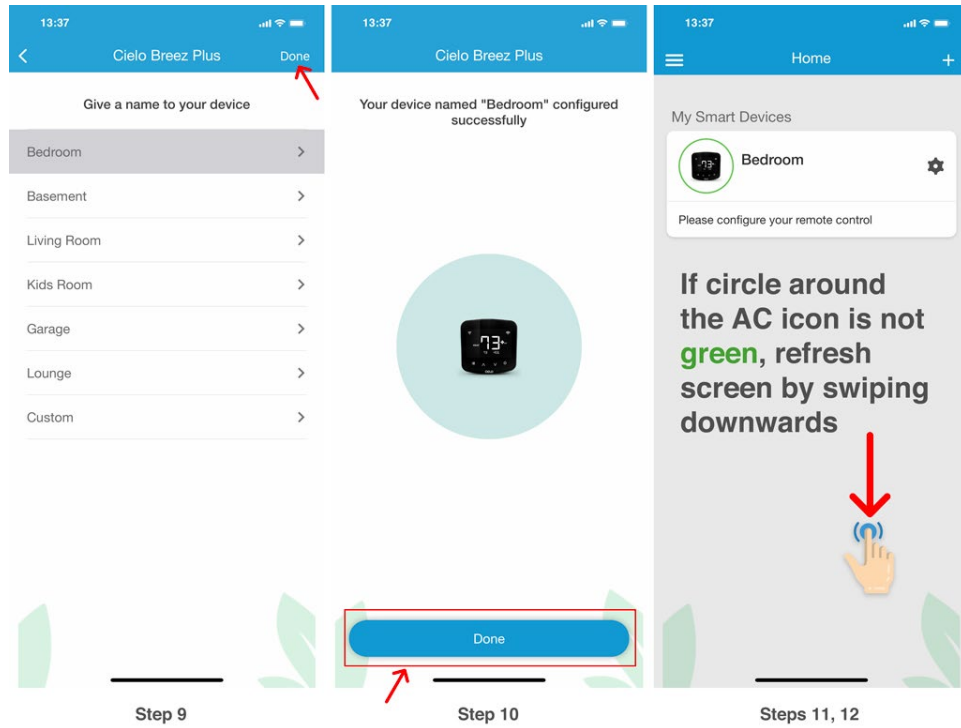 13:37
Cielo Breez Plus
Done
Give a name to your device
Bedroom
Basement
Living Room
Kids Room
Garage
Lounge
Custom
Step 9
13:37
Cielo Breez Plus
Your device named "Bedroom" configured
successfully
73
Done
Step 10
13:37
Home
My Smart Devices
73
Bedroom
Please configure your remote control
If circle around
the AC icon is not
green, refresh
screen by swiping
downwards
Steps 11, 12